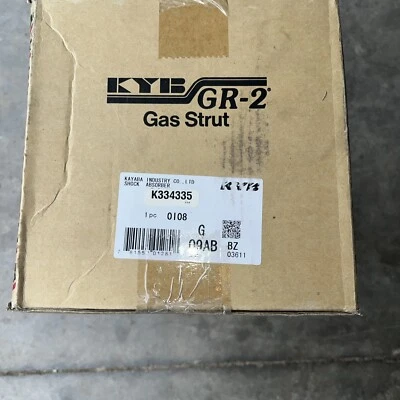 KYB
GR-2®
Gas Strut
KAYABA INDUSTRY CO.,LTD
SHOCK ABSORBER
KYB
K334335
1pc 0108
G
09AB BZ
03611